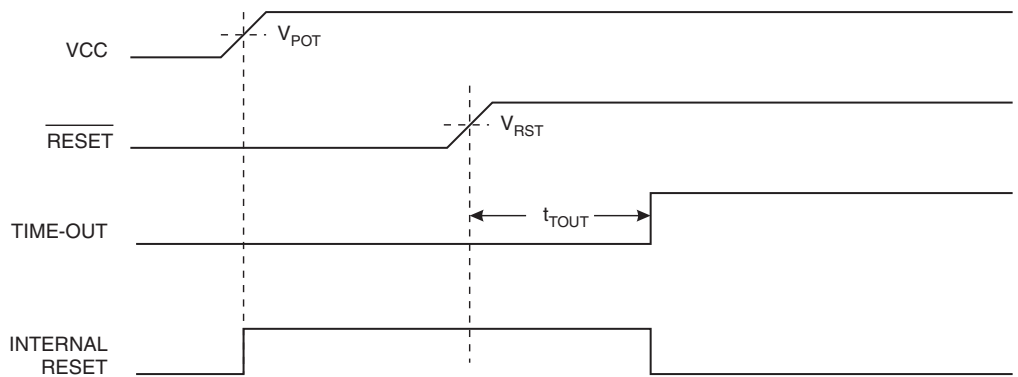 VCC
VPOT
RESET
VRST
TIME-OUT
tTOUT
INTERNAL
RESET